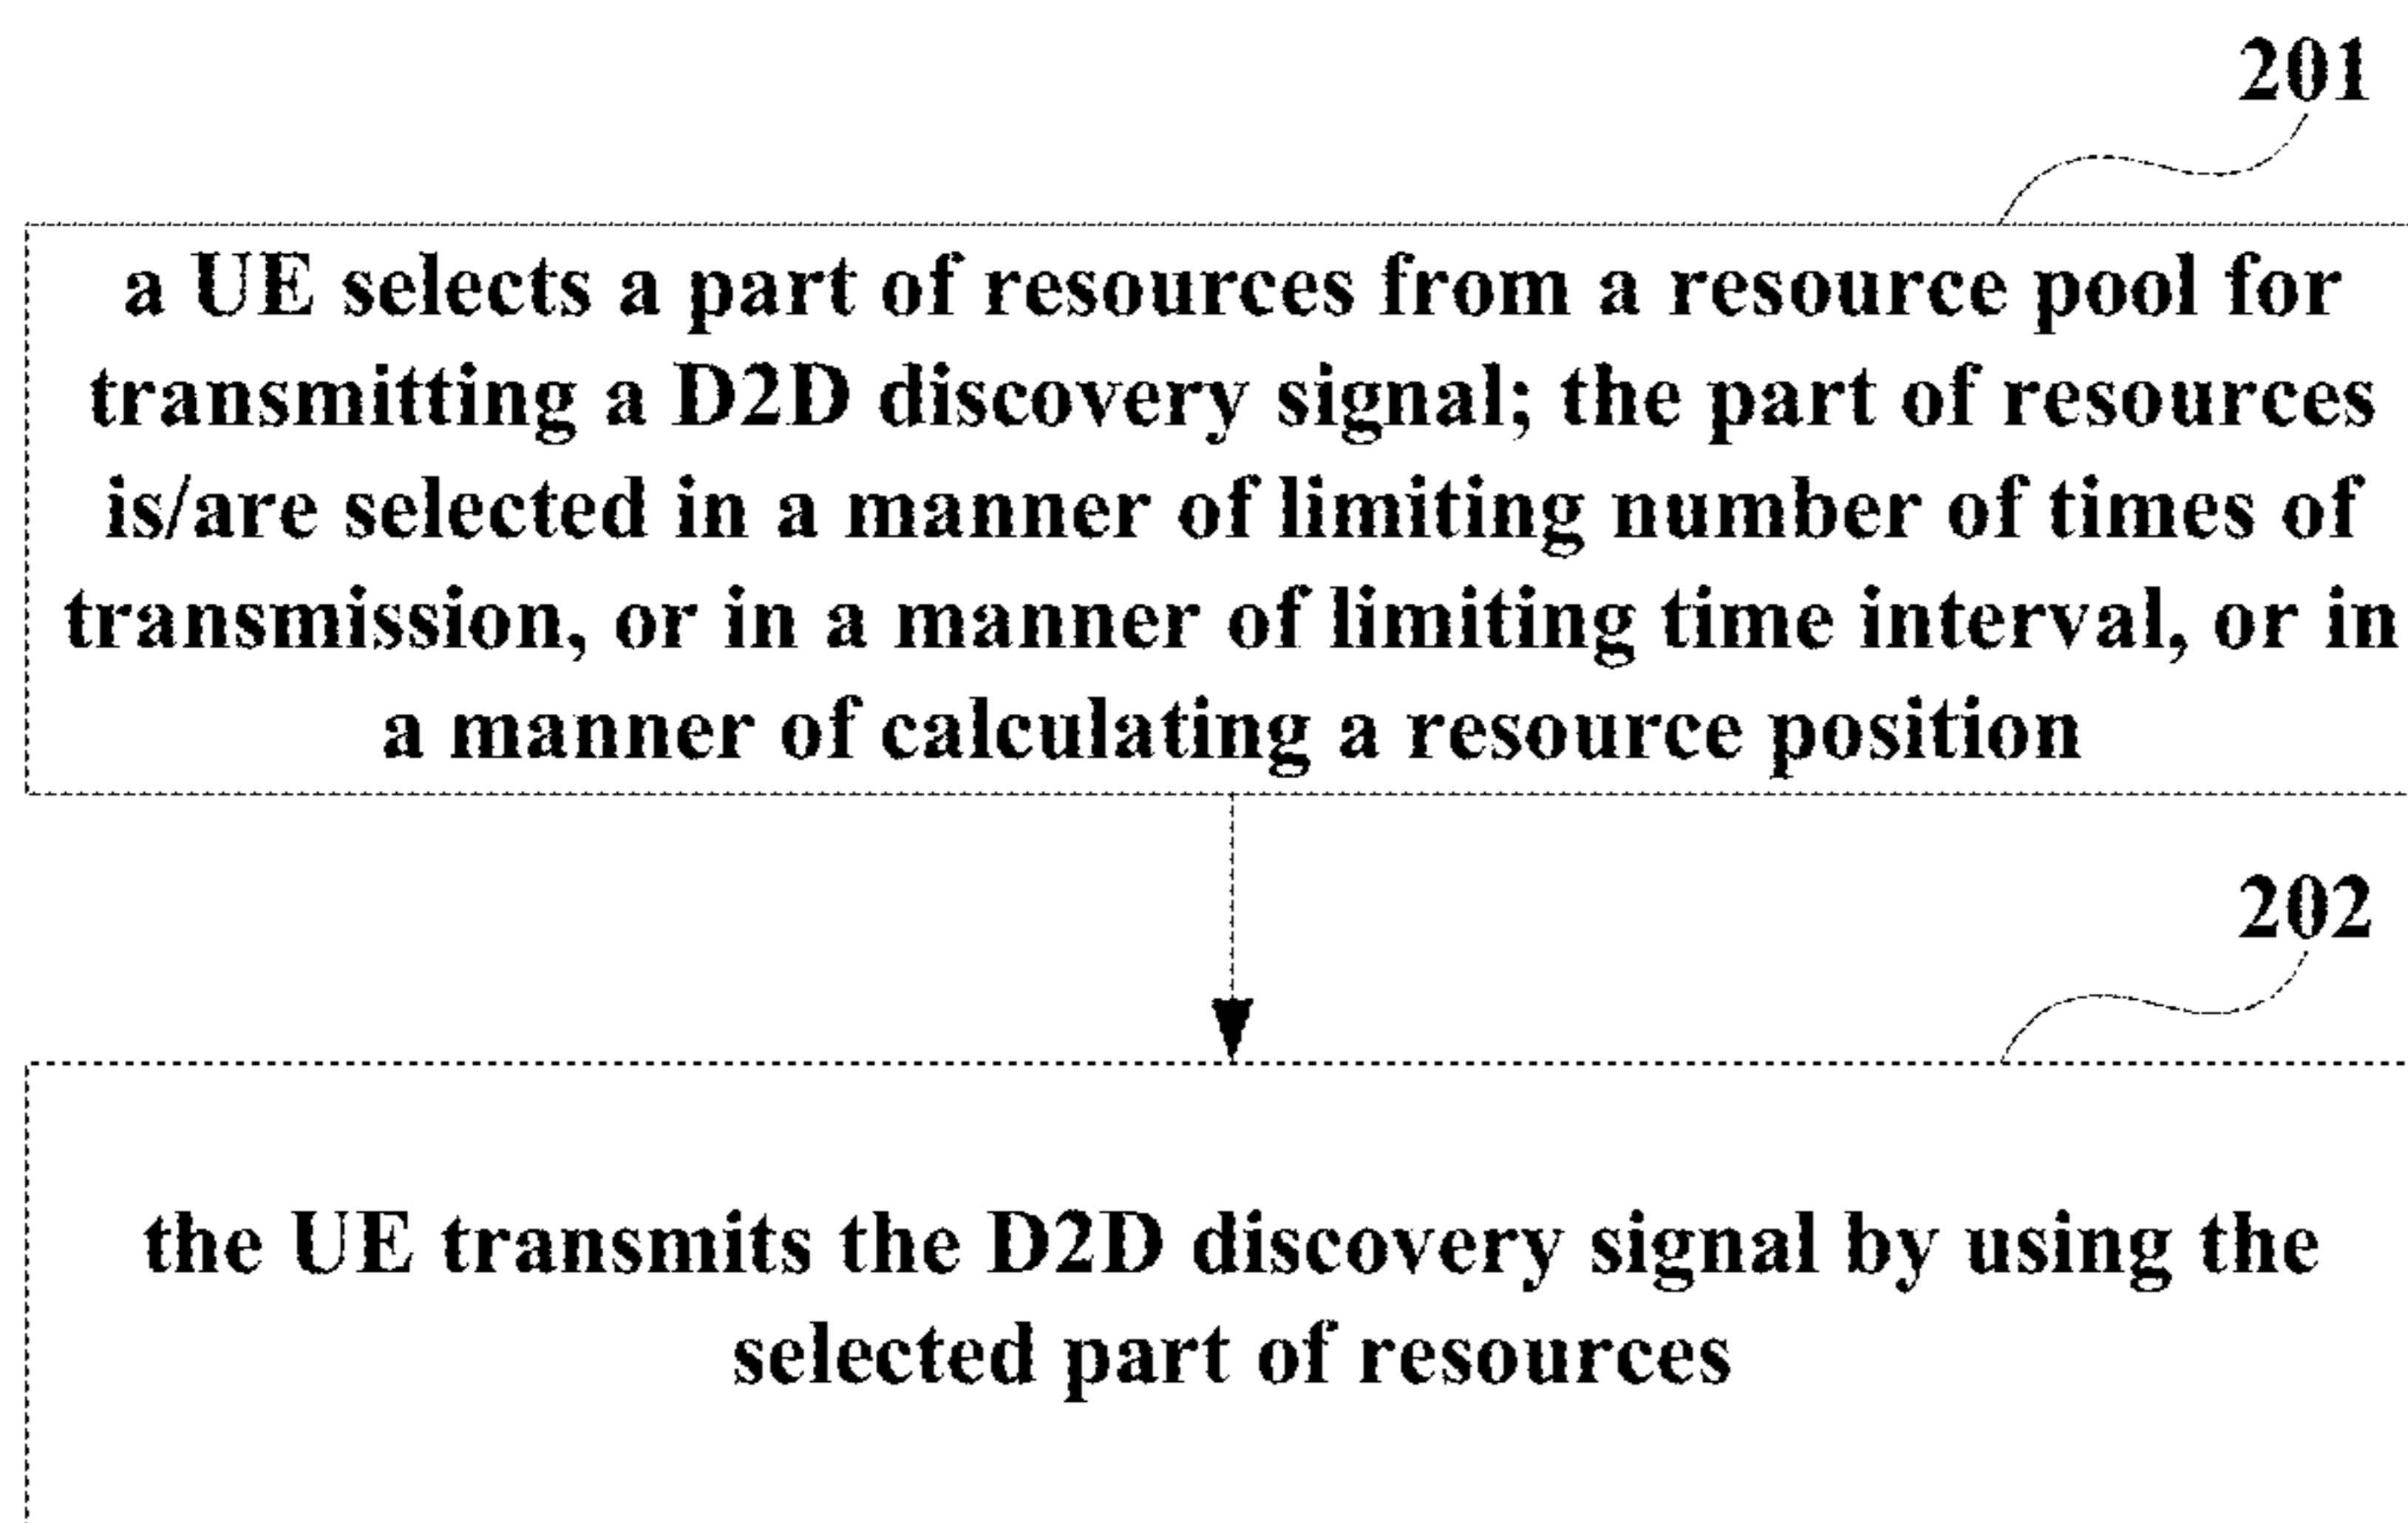 201
a UE selects a part of resources from a resource pool for
transmitting a D2D discovery signal; the part of resources
is/are selected in a manner of limiting number of times of
transmission, or in a manner of limiting time interval, or in
a manner of calculating a resource position
202
the UE transmits the D2D discovery signal by using the
selected part of resources